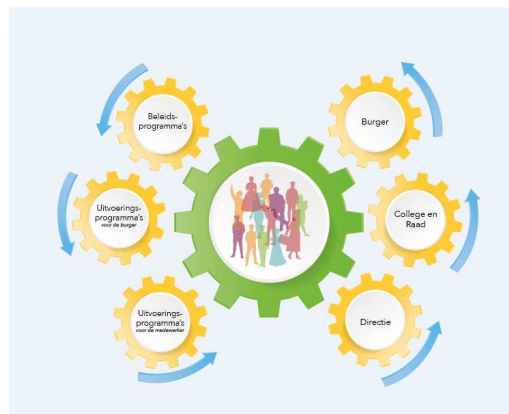 Beleids-
programma's
Burger
Uitvoerings-
programma's
voor de burger
College en
Raad
Uitvoerings-
programma's
voor de medewerker
Directie